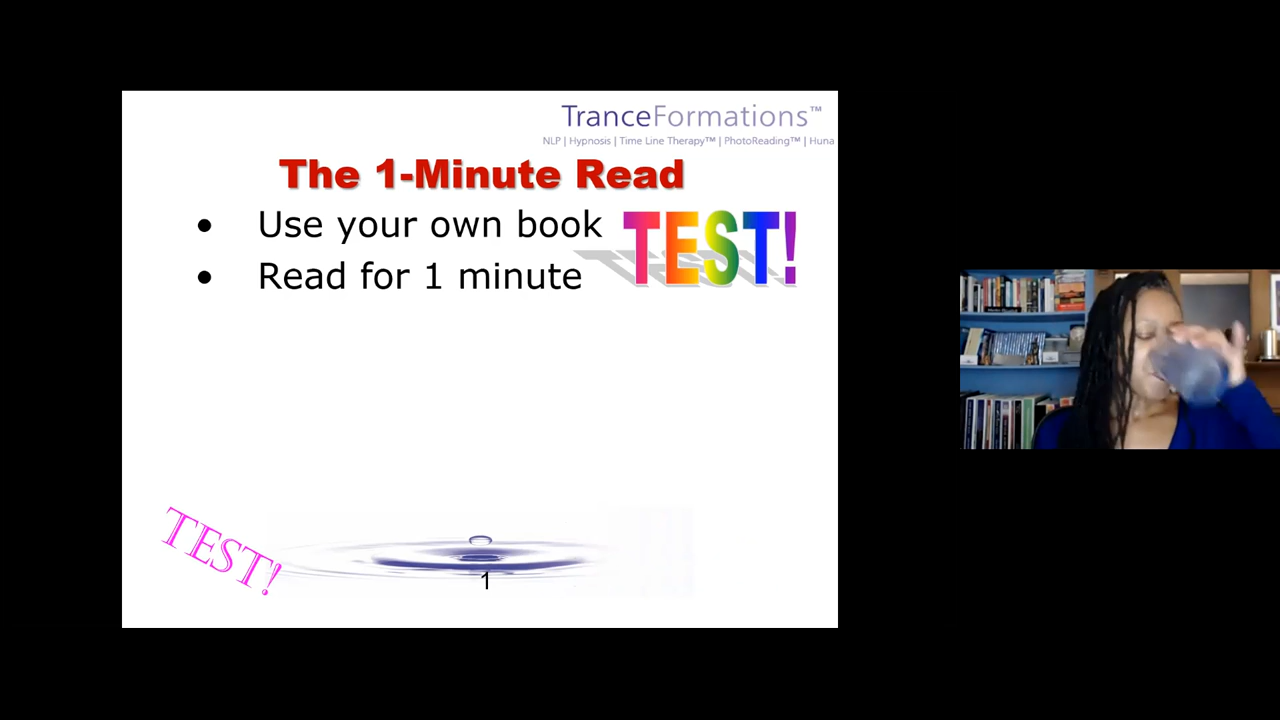 TranceFormations™
NLP | Hypnosis | Time Line Therapy™ | PhotoReading™ | Huna
The 1-Minute Read
• Use your own book
TEST!
• Read for 1 minute
TEST!
1